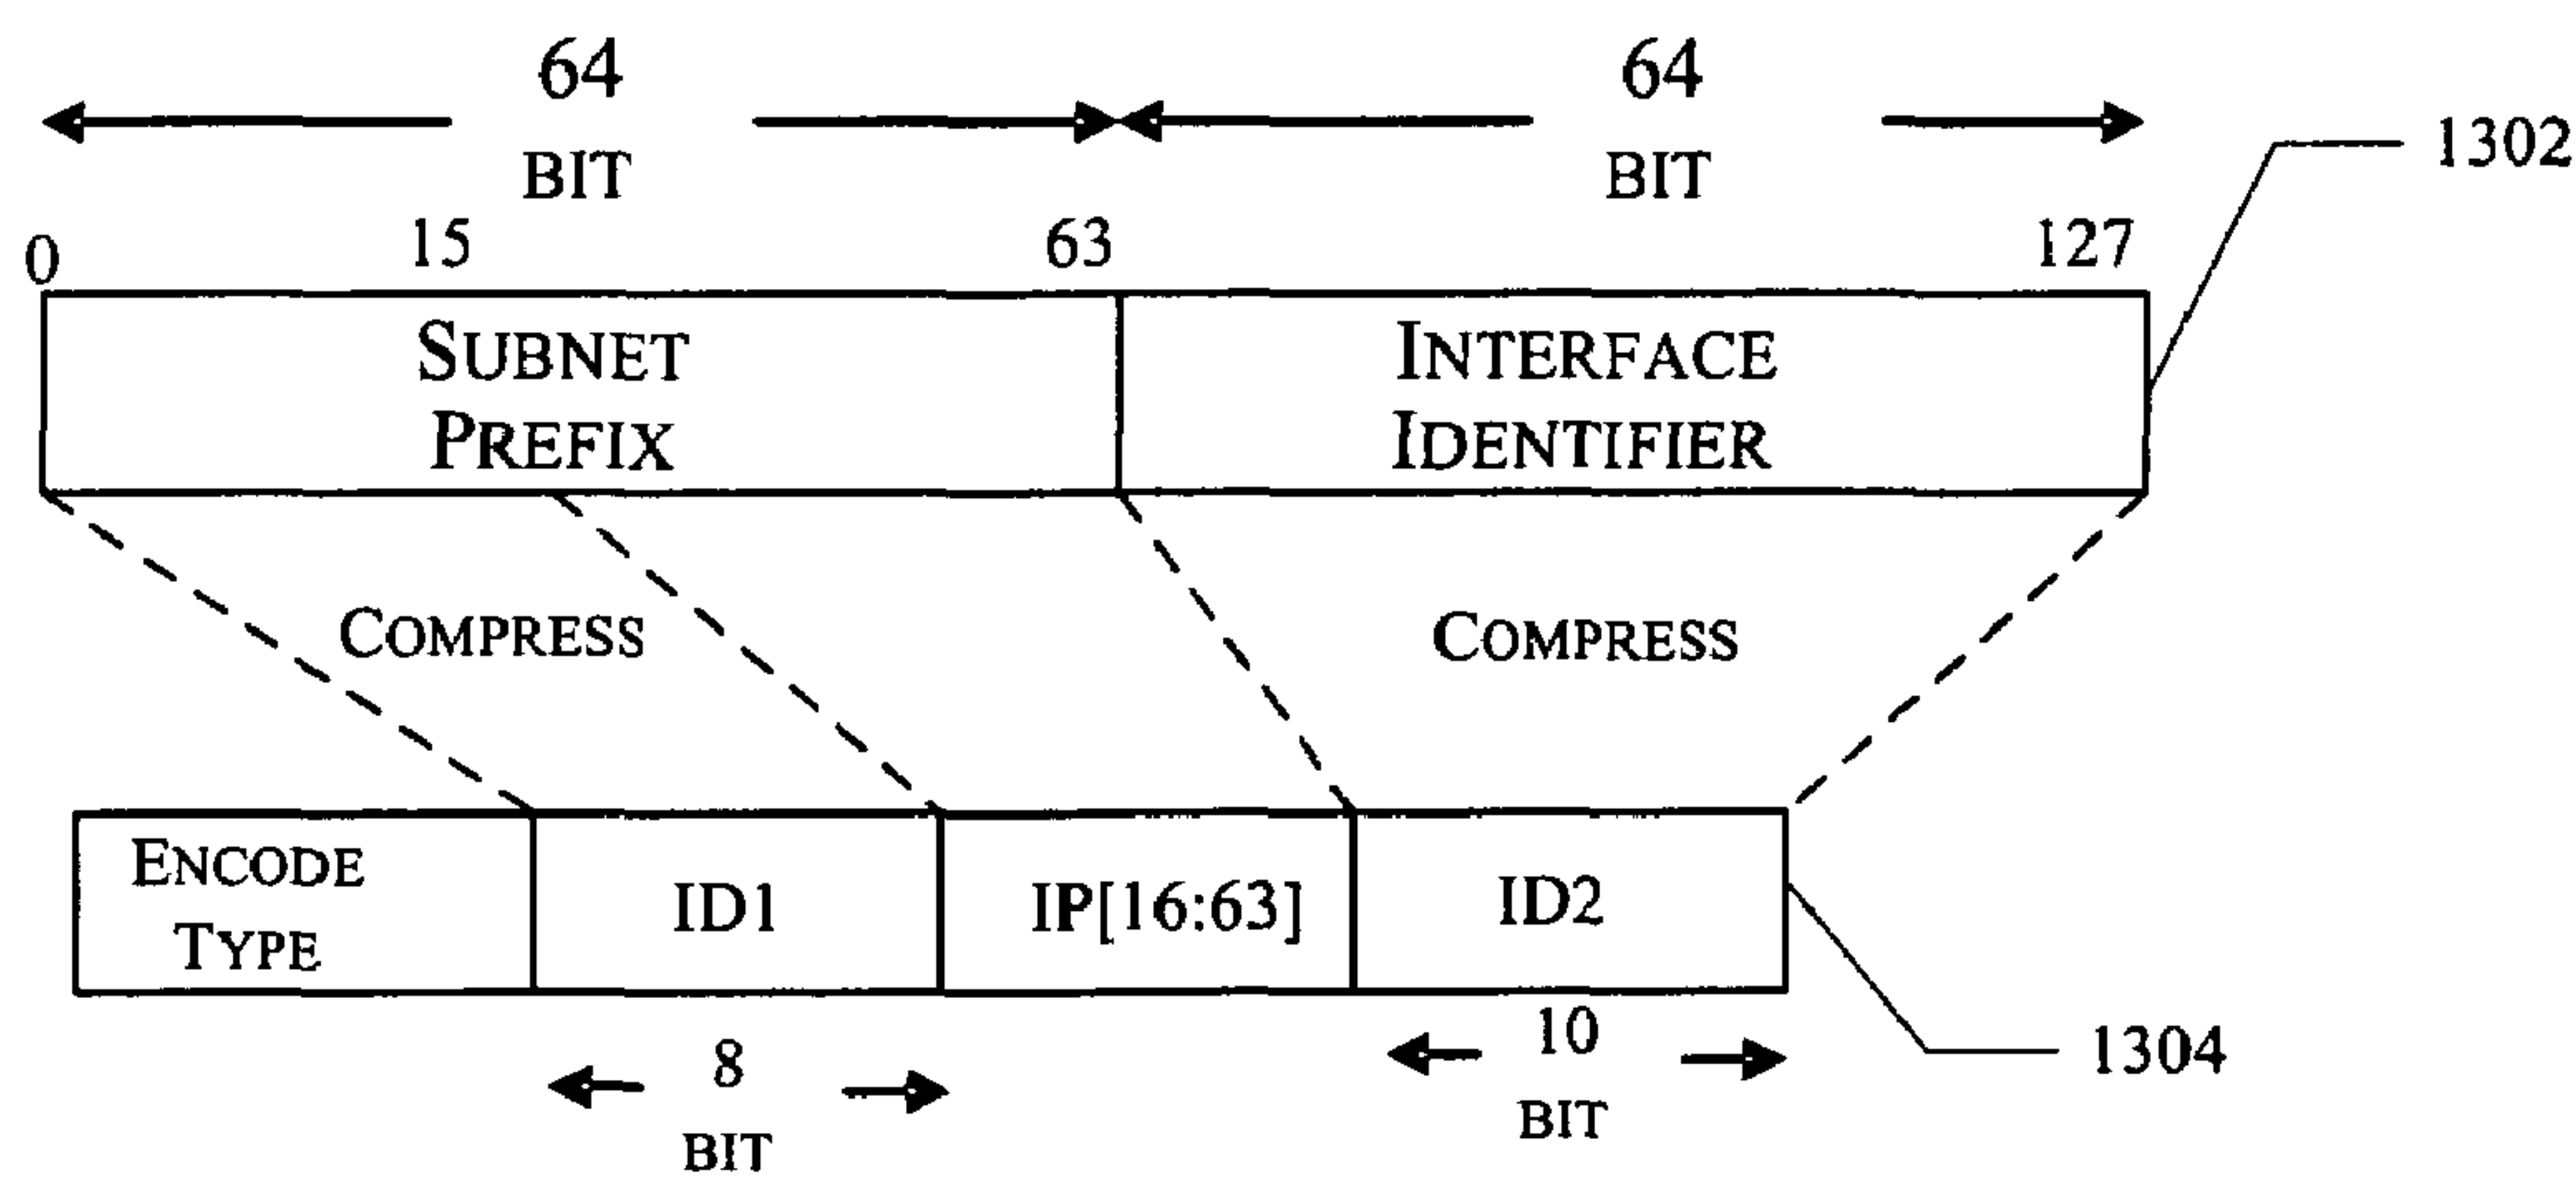 64 64
BIT BIT
1302
0 15 63 127
SUBNET INTERFACE
PREFIX IDENTIFIER
COMPRESS COMPRESS
ENCODE
TYPE
ID1 IP[16:63] ID2
8 10
BIT BIT
1304